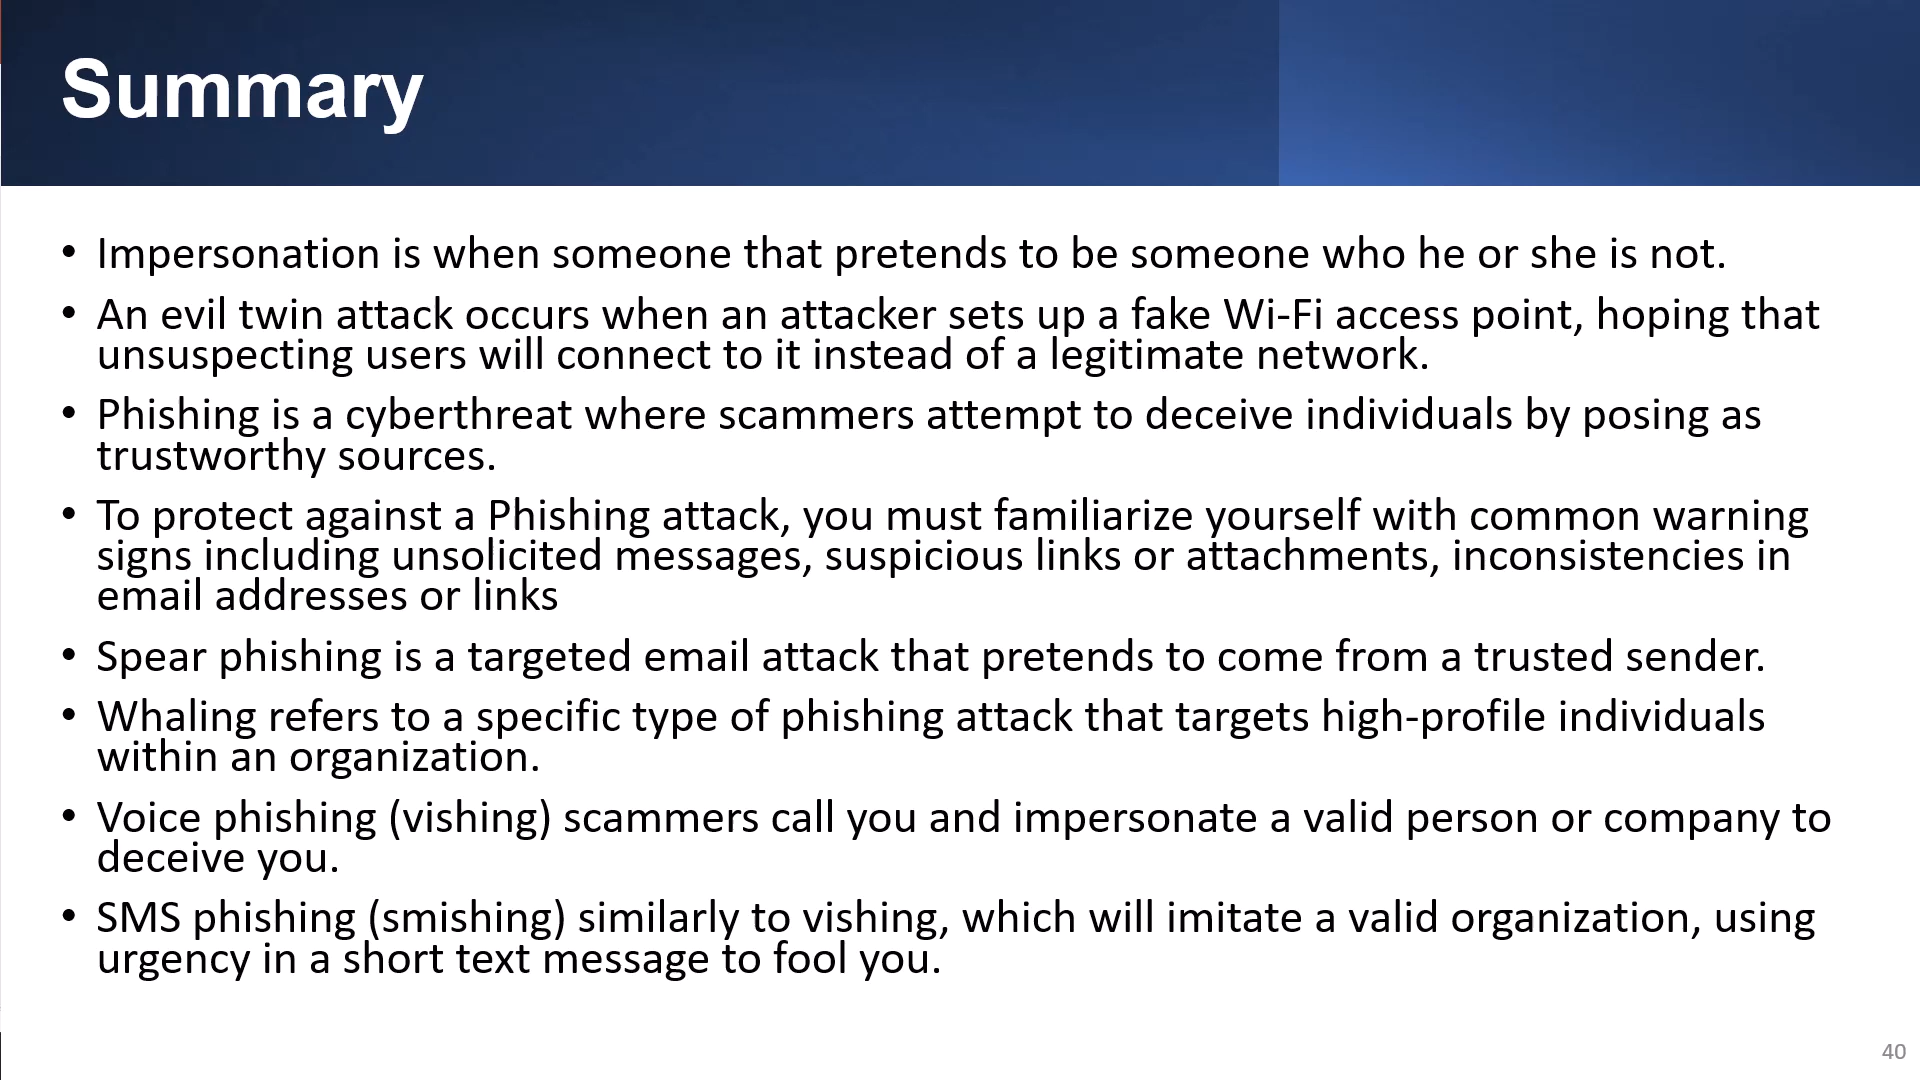 Summary
• Impersonation is when someone that pretends to be someone who he or she is not.
• An evil twin attack occurs when an attacker sets up a fake Wi-Fi access point, hoping that
unsuspecting users will connect to it instead of a legitimate network.
• Phishing is a cyberthreat where scammers attempt to deceive individuals by posing as
trustworthy sources.
• To protect against a Phishing attack, you must familiarize yourself with common warning
signs including unsolicited messages, suspicious links or attachments, inconsistencies in
email addresses or links
• Spear phishing is a targeted email attack that pretends to come from a trusted sender.
• Whaling refers to a specific type of phishing attack that targets high-profile individuals
within an organization.
• Voice phishing (vishing) scammers call you and impersonate a valid person or company to
deceive you.
• SMS phishing (smishing) similarly to vishing, which will imitate a valid organization, using
urgency in a short text message to fool you.
40